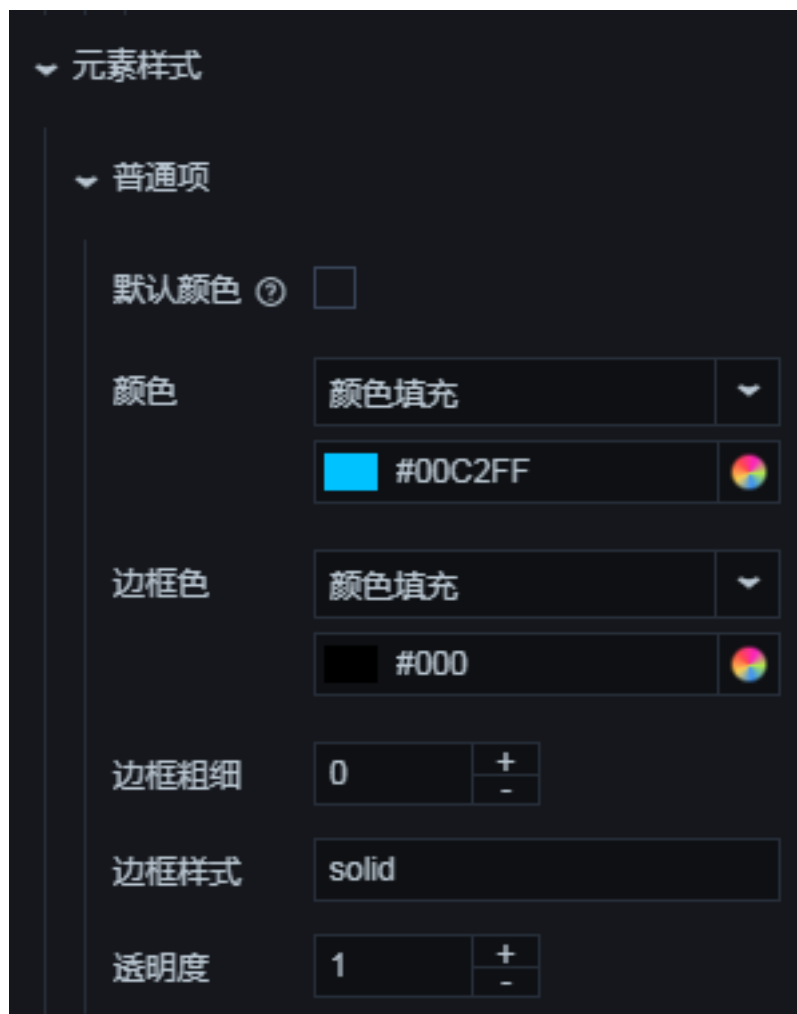 元素样式
普通项
默认颜色 ?
颜色 颜色填充
#00C2FF
边框色 颜色填充
#000
边框粗细 0 + -
边框样式 solid
透明度 1 + -